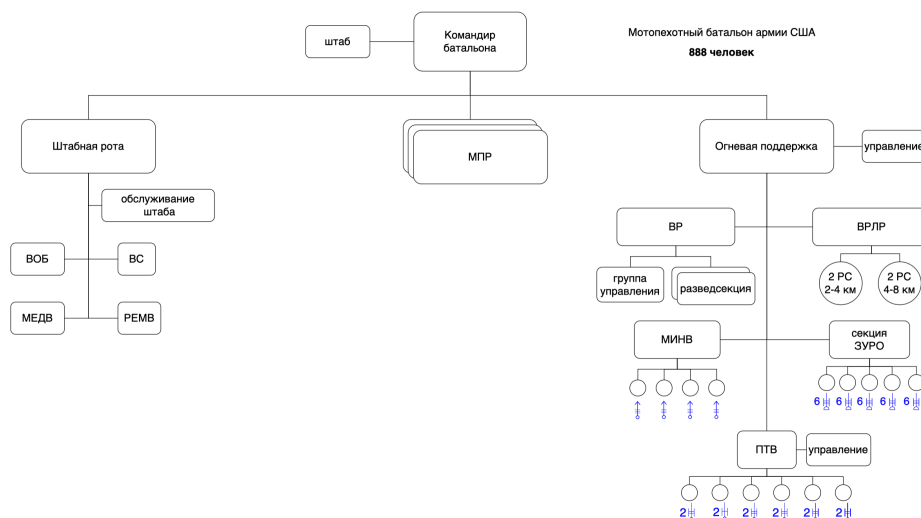 Мотопехотный батальон армии США
888 человек
штаб
Командир
батальона
Штабная рота
МПР
Огневая поддержка
управление
обслуживание
штаба
ВОБ
ВС
МЕДВ
РЕМВ
ВР
ВРЛР
группа
управления
разведсекция
2 РС
2-4 км
2 РС
4-8 км
МИНВ
секция
ЗУРО
6
6
6
6
6
ПТВ
управление
2
2
2
2
2
2